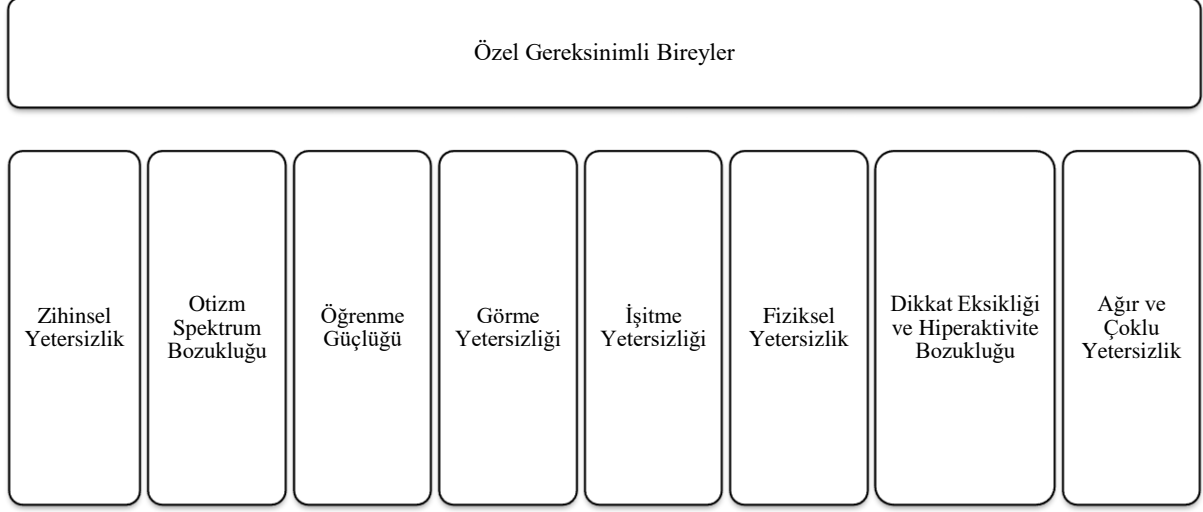 Özel Gereksinimli Bireyler
Zihinsel
Yetersizlik
Otizm
Spektrum
Bozukluğu
Öğrenme
Güçlüğü
Görme
Yetersizliği
İşitme
Yetersizliği
Fiziksel
Yetersizlik
Dikkat Eksikliği
ve Hiperaktivite
Bozukluğu
Ağır ve
Çoklu
Yetersizlik